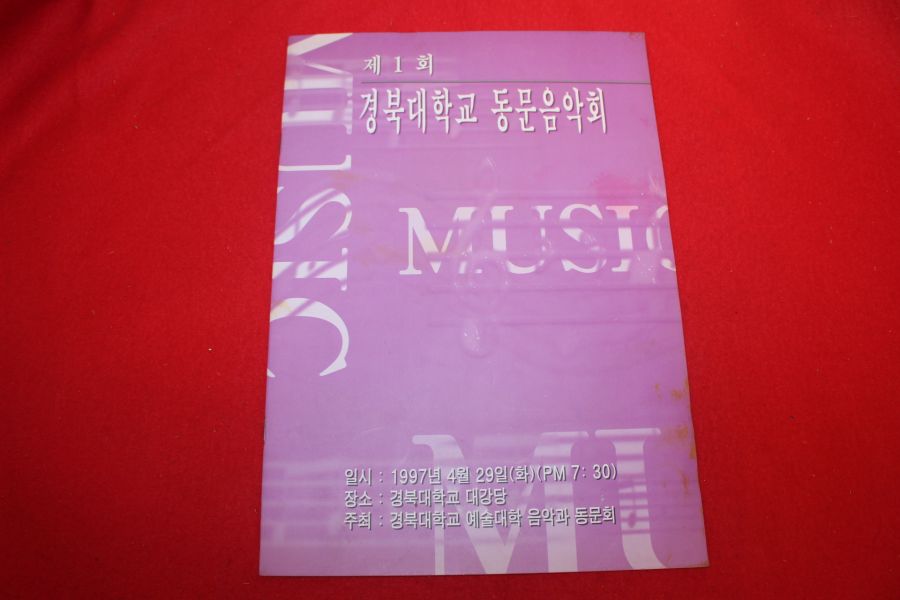 제 1 회
경북대학교 동문음악회
MUSIC
MUSIC
MU
일시 : 1997년 4월 29일(화)(PM 7: 30)
장소 : 경북대학교 대강당
주최 : 경북대학교 예술대학 음악과 동문회